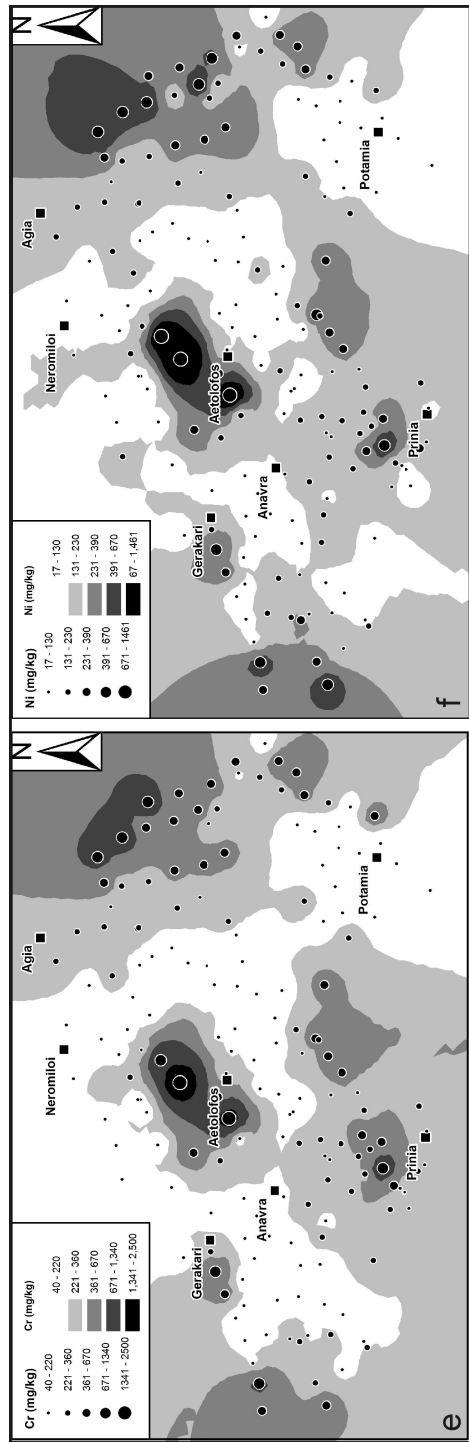 Cr (mg/kg) Cr (mg/kg)
40 - 220 40 - 220
221 - 360 221 - 360
361 - 670 361 - 670
671 - 1340 671 - 1,340
1341 - 2500 1,341 - 2,500
N
Agia
Neromiloi
Gerakari
Aetolofos
Anavra
Potamia
Prinia
e
Ni (mg/kg) Ni (mg/kg)
17 - 130 17 - 130
131 - 230 131 - 230
231 - 390 231 - 390
391 - 670 391 - 670
671 - 1461 67 - 1,461
N
Agia
Neromiloi
Gerakari
Aetolofos
Anavra
Potamia
Prinia
f